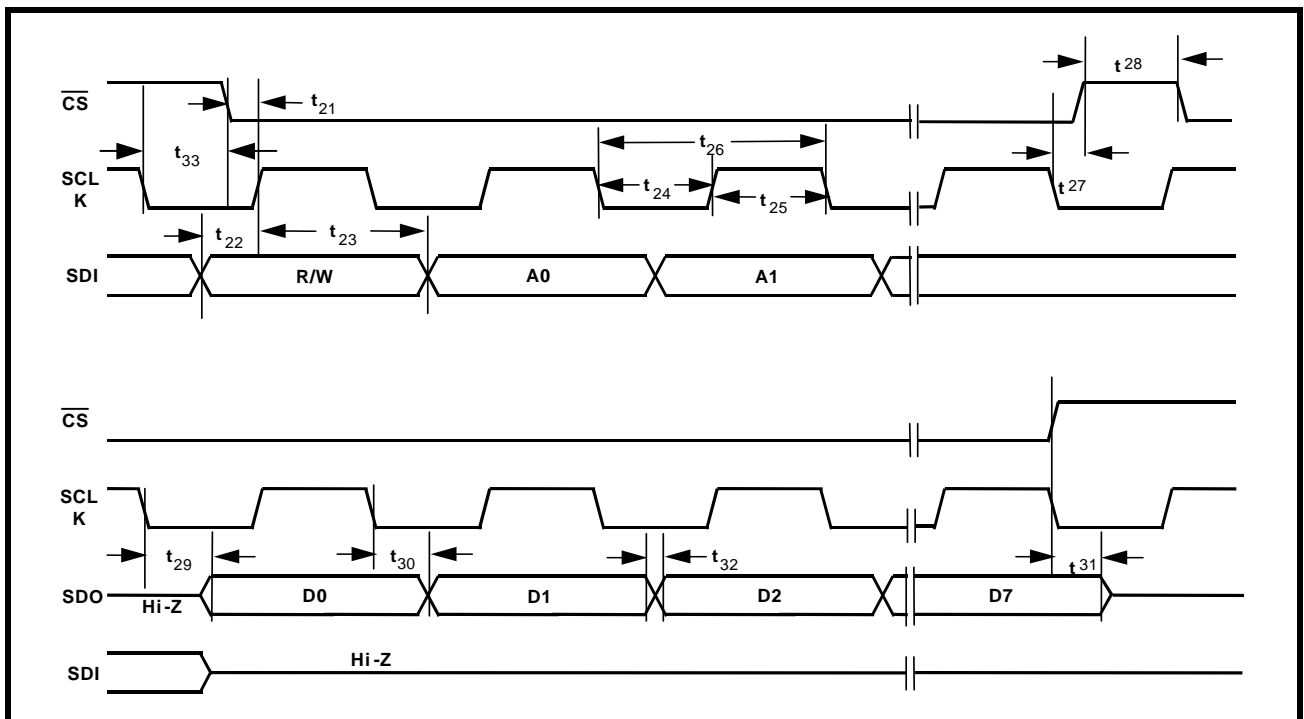 t28
CS
t21
t26
t33
SCL
K
t24
t25
t27
t22
t23
SDI
R/W
A0
A1
CS
SCL
K
t29
t30
t32
t31
SDO
Hi-Z
D0
D1
D2
D7
SDI
Hi-Z